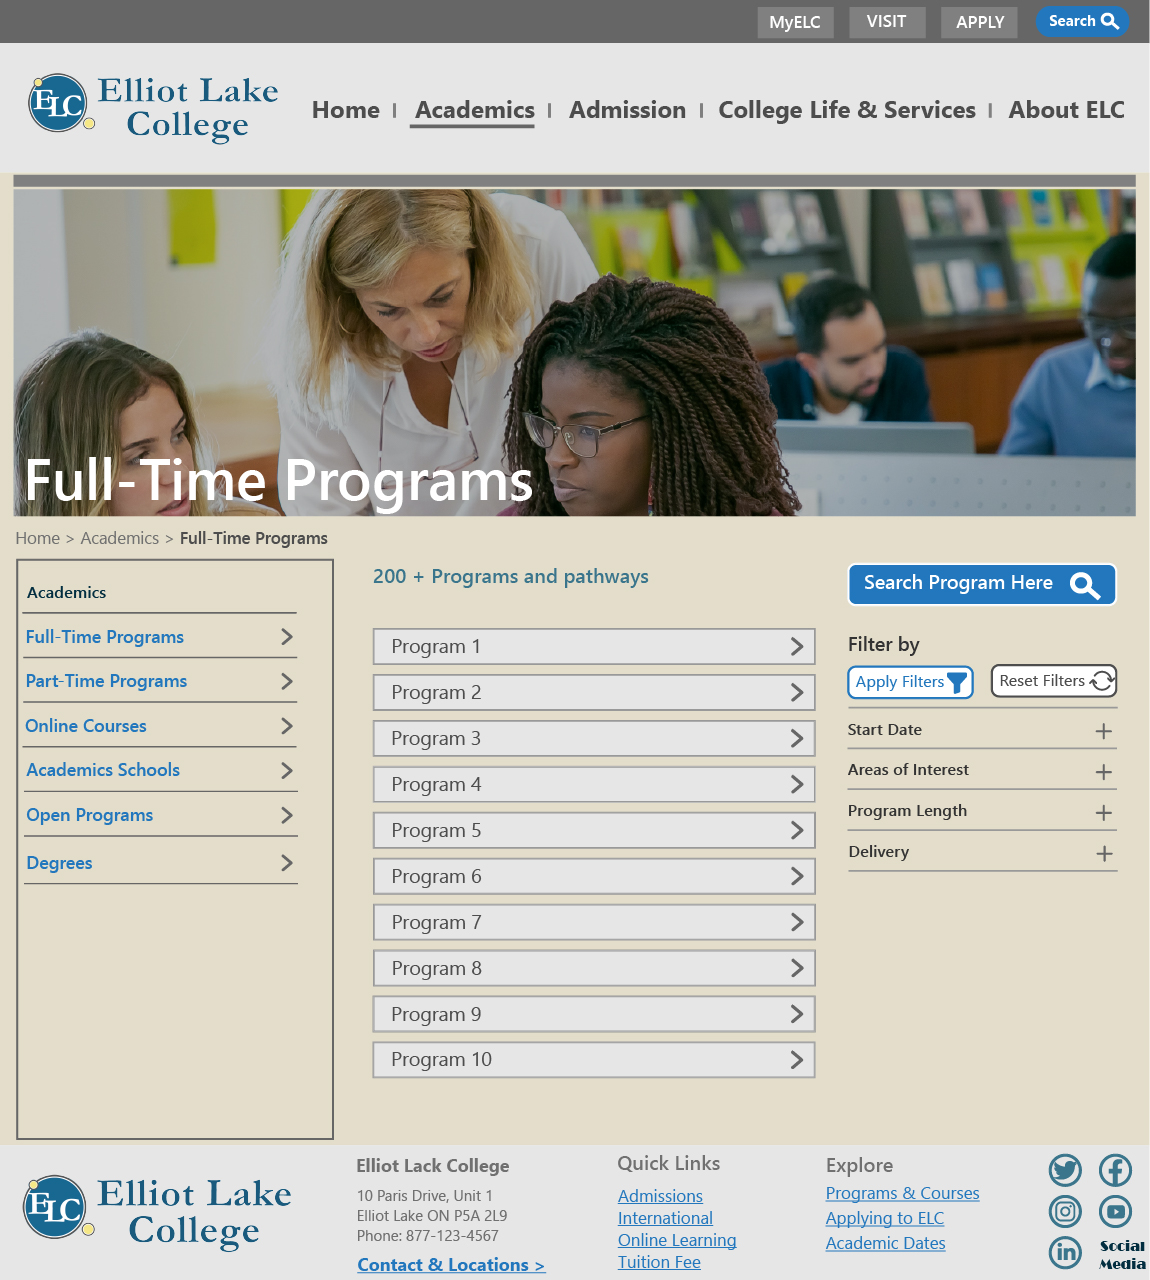 MyELC
VISIT
APPLY
Search
ELC
Elliot Lake
College
Home
Academics
Admission
College Life & Services
About ELC
Full-Time Programs
Home > Academics > Full-Time Programs
Academics
Full-Time Programs
Part-Time Programs
Online Courses
Academics Schools
Open Programs
Degrees
200 + Programs and pathways
Program 1
Program 2
Program 3
Program 4
Program 5
Program 6
Program 7
Program 8
Program 9
Program 10
Search Program Here
Filter by
Apply Filters
Reset Filters
Start Date
Areas of Interest
Program Length
Delivery
ELC
Elliot Lake
College
Elliot Lack College
10 Paris Drive, Unit 1
Elliot Lake ON P5A 2L9
Phone: 877-123-4567
Contact & Locations >
Quick Links
Admissions
International
Online Learning
Tuition Fee
Explore
Programs & Courses
Applying to ELC
Academic Dates
Social
Media